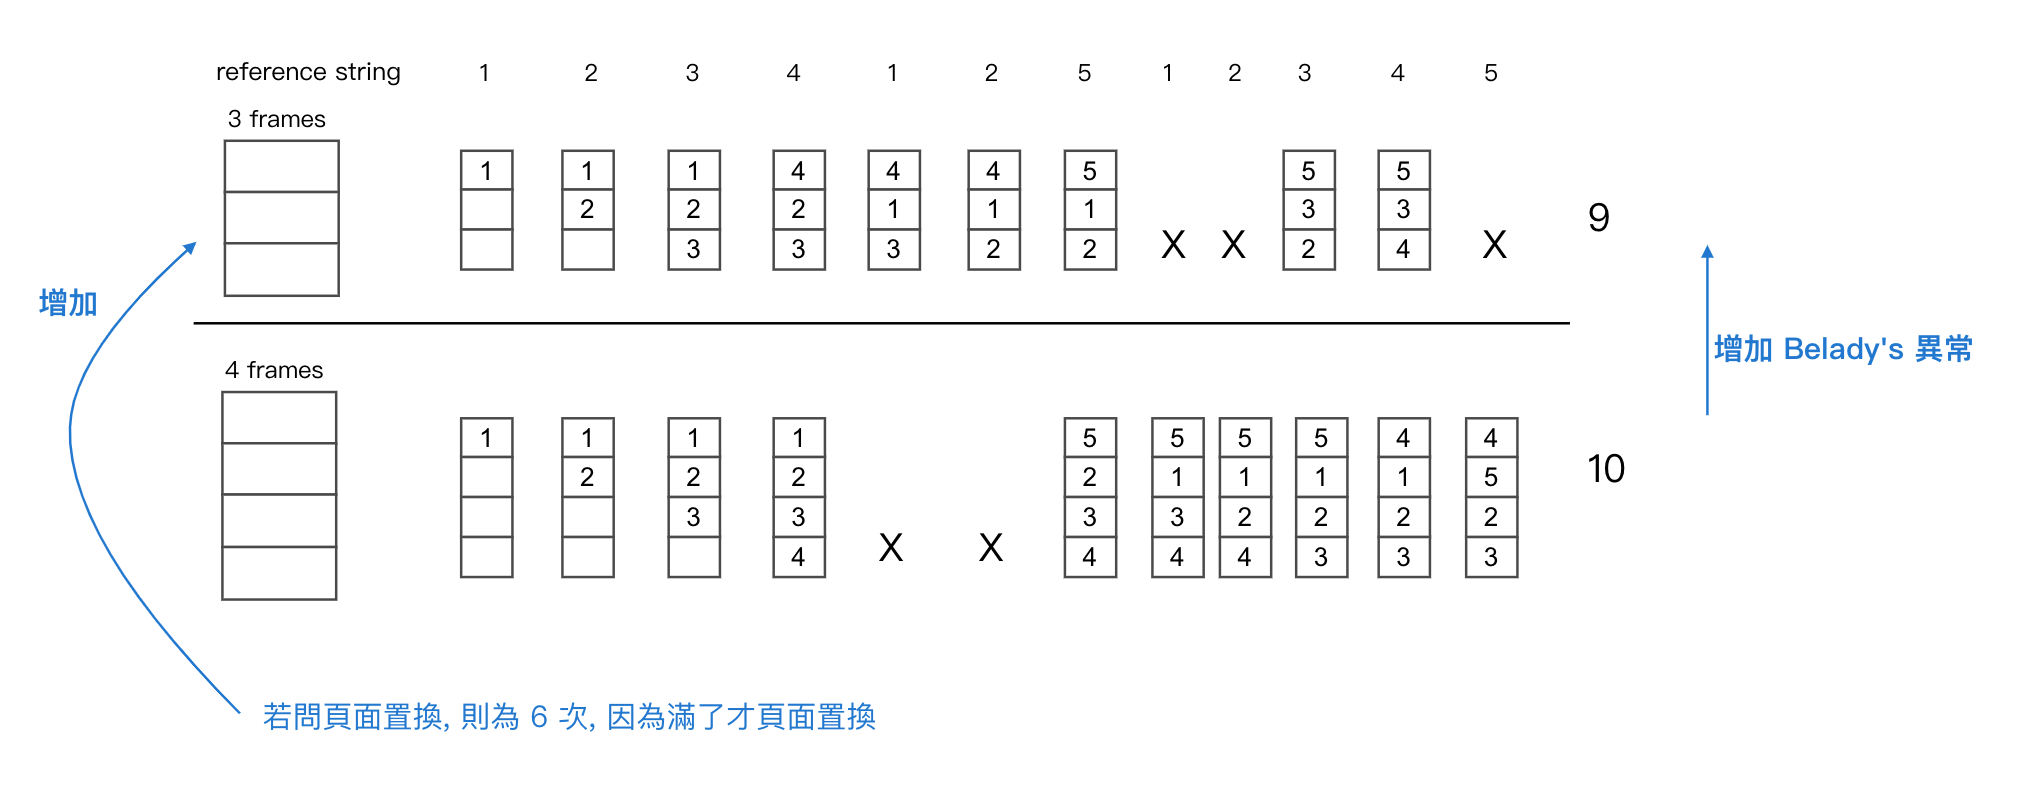 reference string 1 2 3 4 1 2 5 1 2 3 4 5
3 frames
1 1 1 4 4 4 5 5 5
2 2 2 1 1 1 3 3
3 3 3 2 2 X X 2 4 X
9
增加
增加 Belady's 異常
4 frames
1 1 1 1 5 5 5 5 4 4
2 2 2 2 1 1 1 1 5
3 3 3 3 2 2 2 2
4 X X 4 4 4 3 3 3
10
若問頁面置換, 則為 6 次, 因為滿了才頁面置換